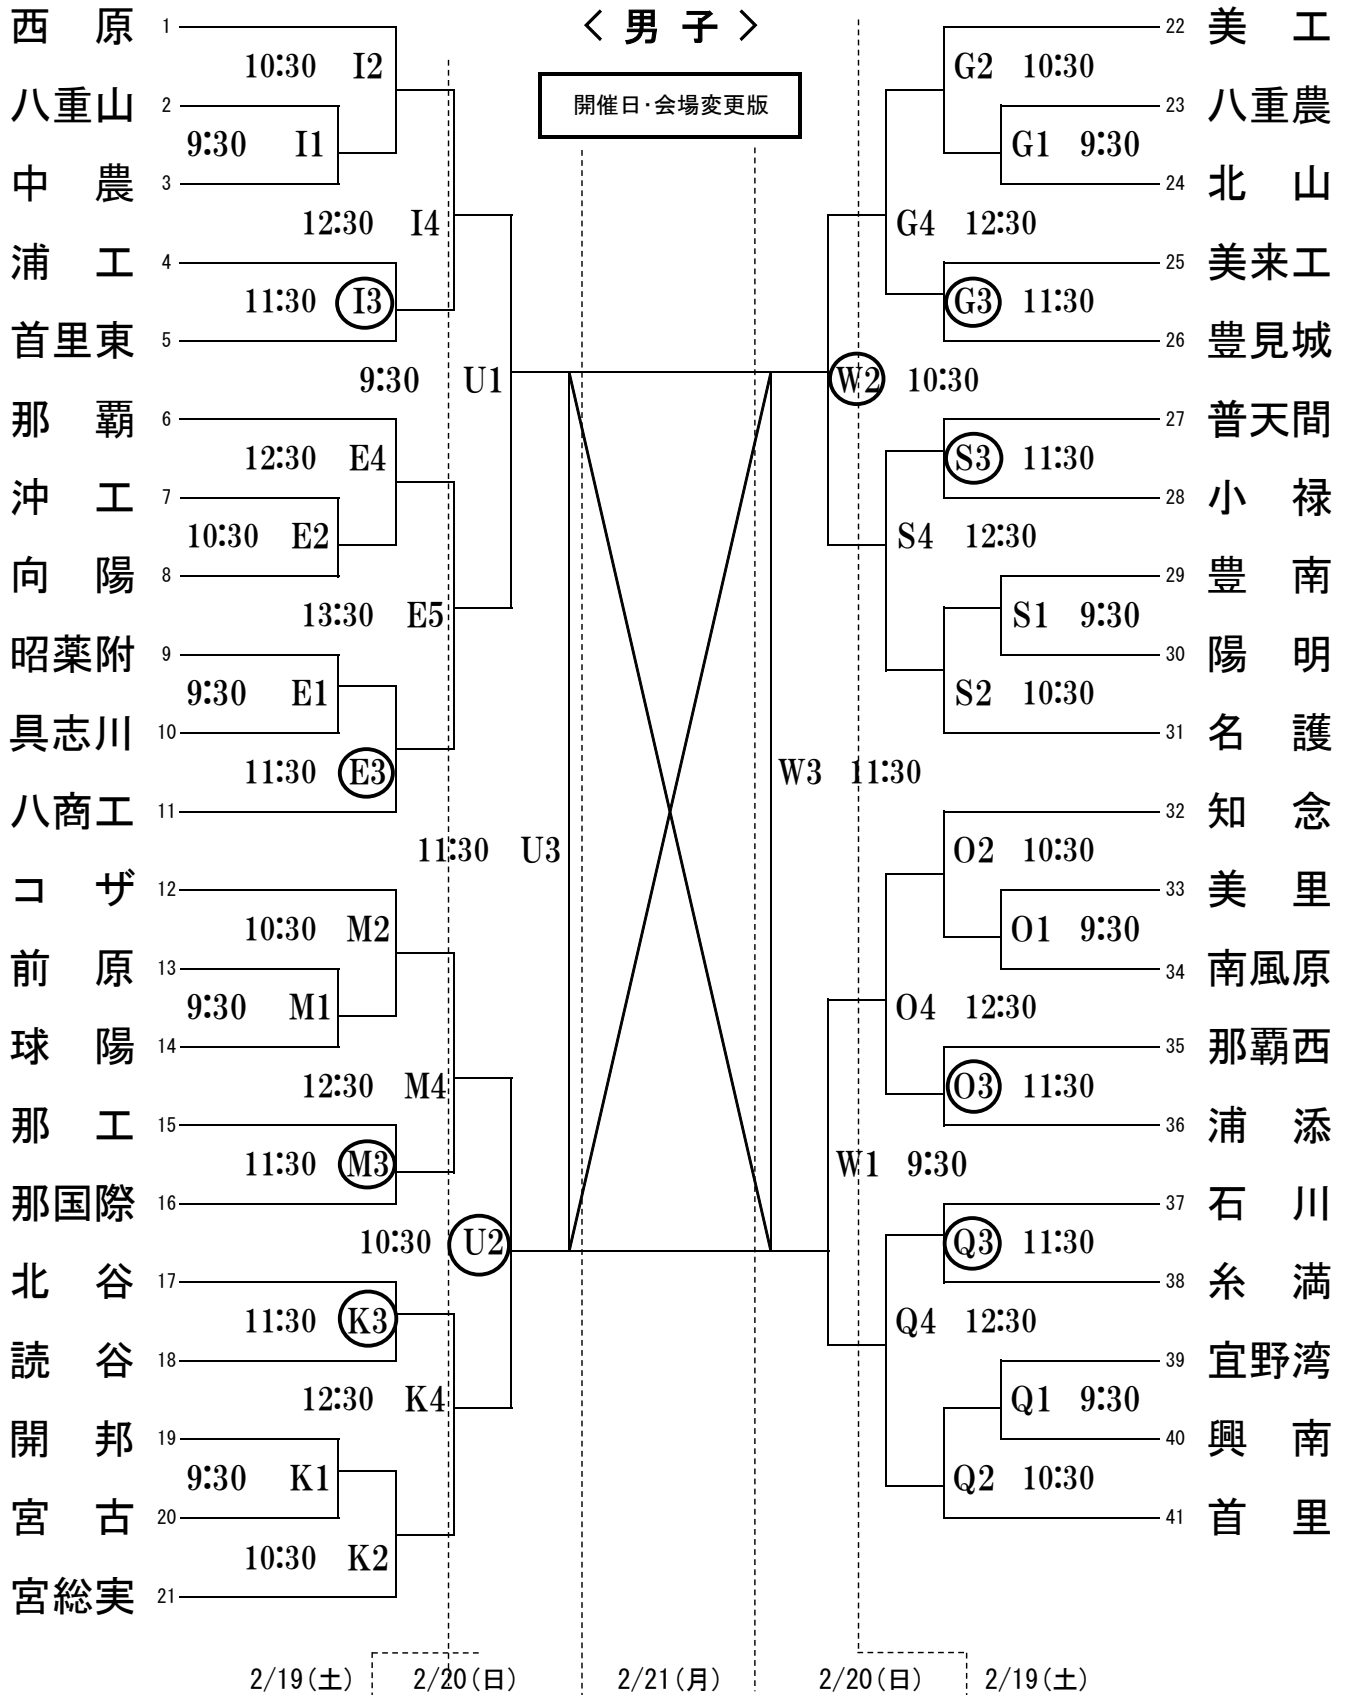 〈 男 子 〉
開催日・会場変更版
西 原 1
10:30 I2
八重山 2
9:30 I1
中 農 3
12:30 I4
浦 工 4
11:30 I3
首里東 5
9:30 U1
那 覇 6
12:30 E4
沖 工 7
10:30 E2
向 陽 8
13:30 E5
昭薬附 9
9:30 E1
具志川 10
11:30 E3
八商工 11
11:30 U3
コ ザ 12
10:30 M2
前 原 13
9:30 M1
球 陽 14
12:30 M4
那 工 15
11:30 M3
那国際 16
10:30 U2
北 谷 17
11:30 K3
読 谷 18
12:30 K4
開 邦 19
9:30 K1
宮 古 20
10:30 K2
宮総実 21
22 美 工
G2 10:30
23 八重農
G1 9:30
24 北 山
G4 12:30
25 美来工
G3 11:30
26 豊見城
W2 10:30
27 普天間
S3 11:30
28 小 禄
S4 12:30
29 豊 南
S1 9:30
30 陽 明
S2 10:30
31 名 護
W3 11:30
32 知 念
O2 10:30
33 美 里
O1 9:30
34 南風原
O4 12:30
35 那覇西
O3 11:30
36 浦 添
W1 9:30
37 石 川
Q3 11:30
38 糸 満
Q4 12:30
39 宜野湾
Q1 9:30
40 興 南
Q2 10:30
41 首 里
2/19(土) 2/20(日) 2/21(月) 2/20(日) 2/19(土)